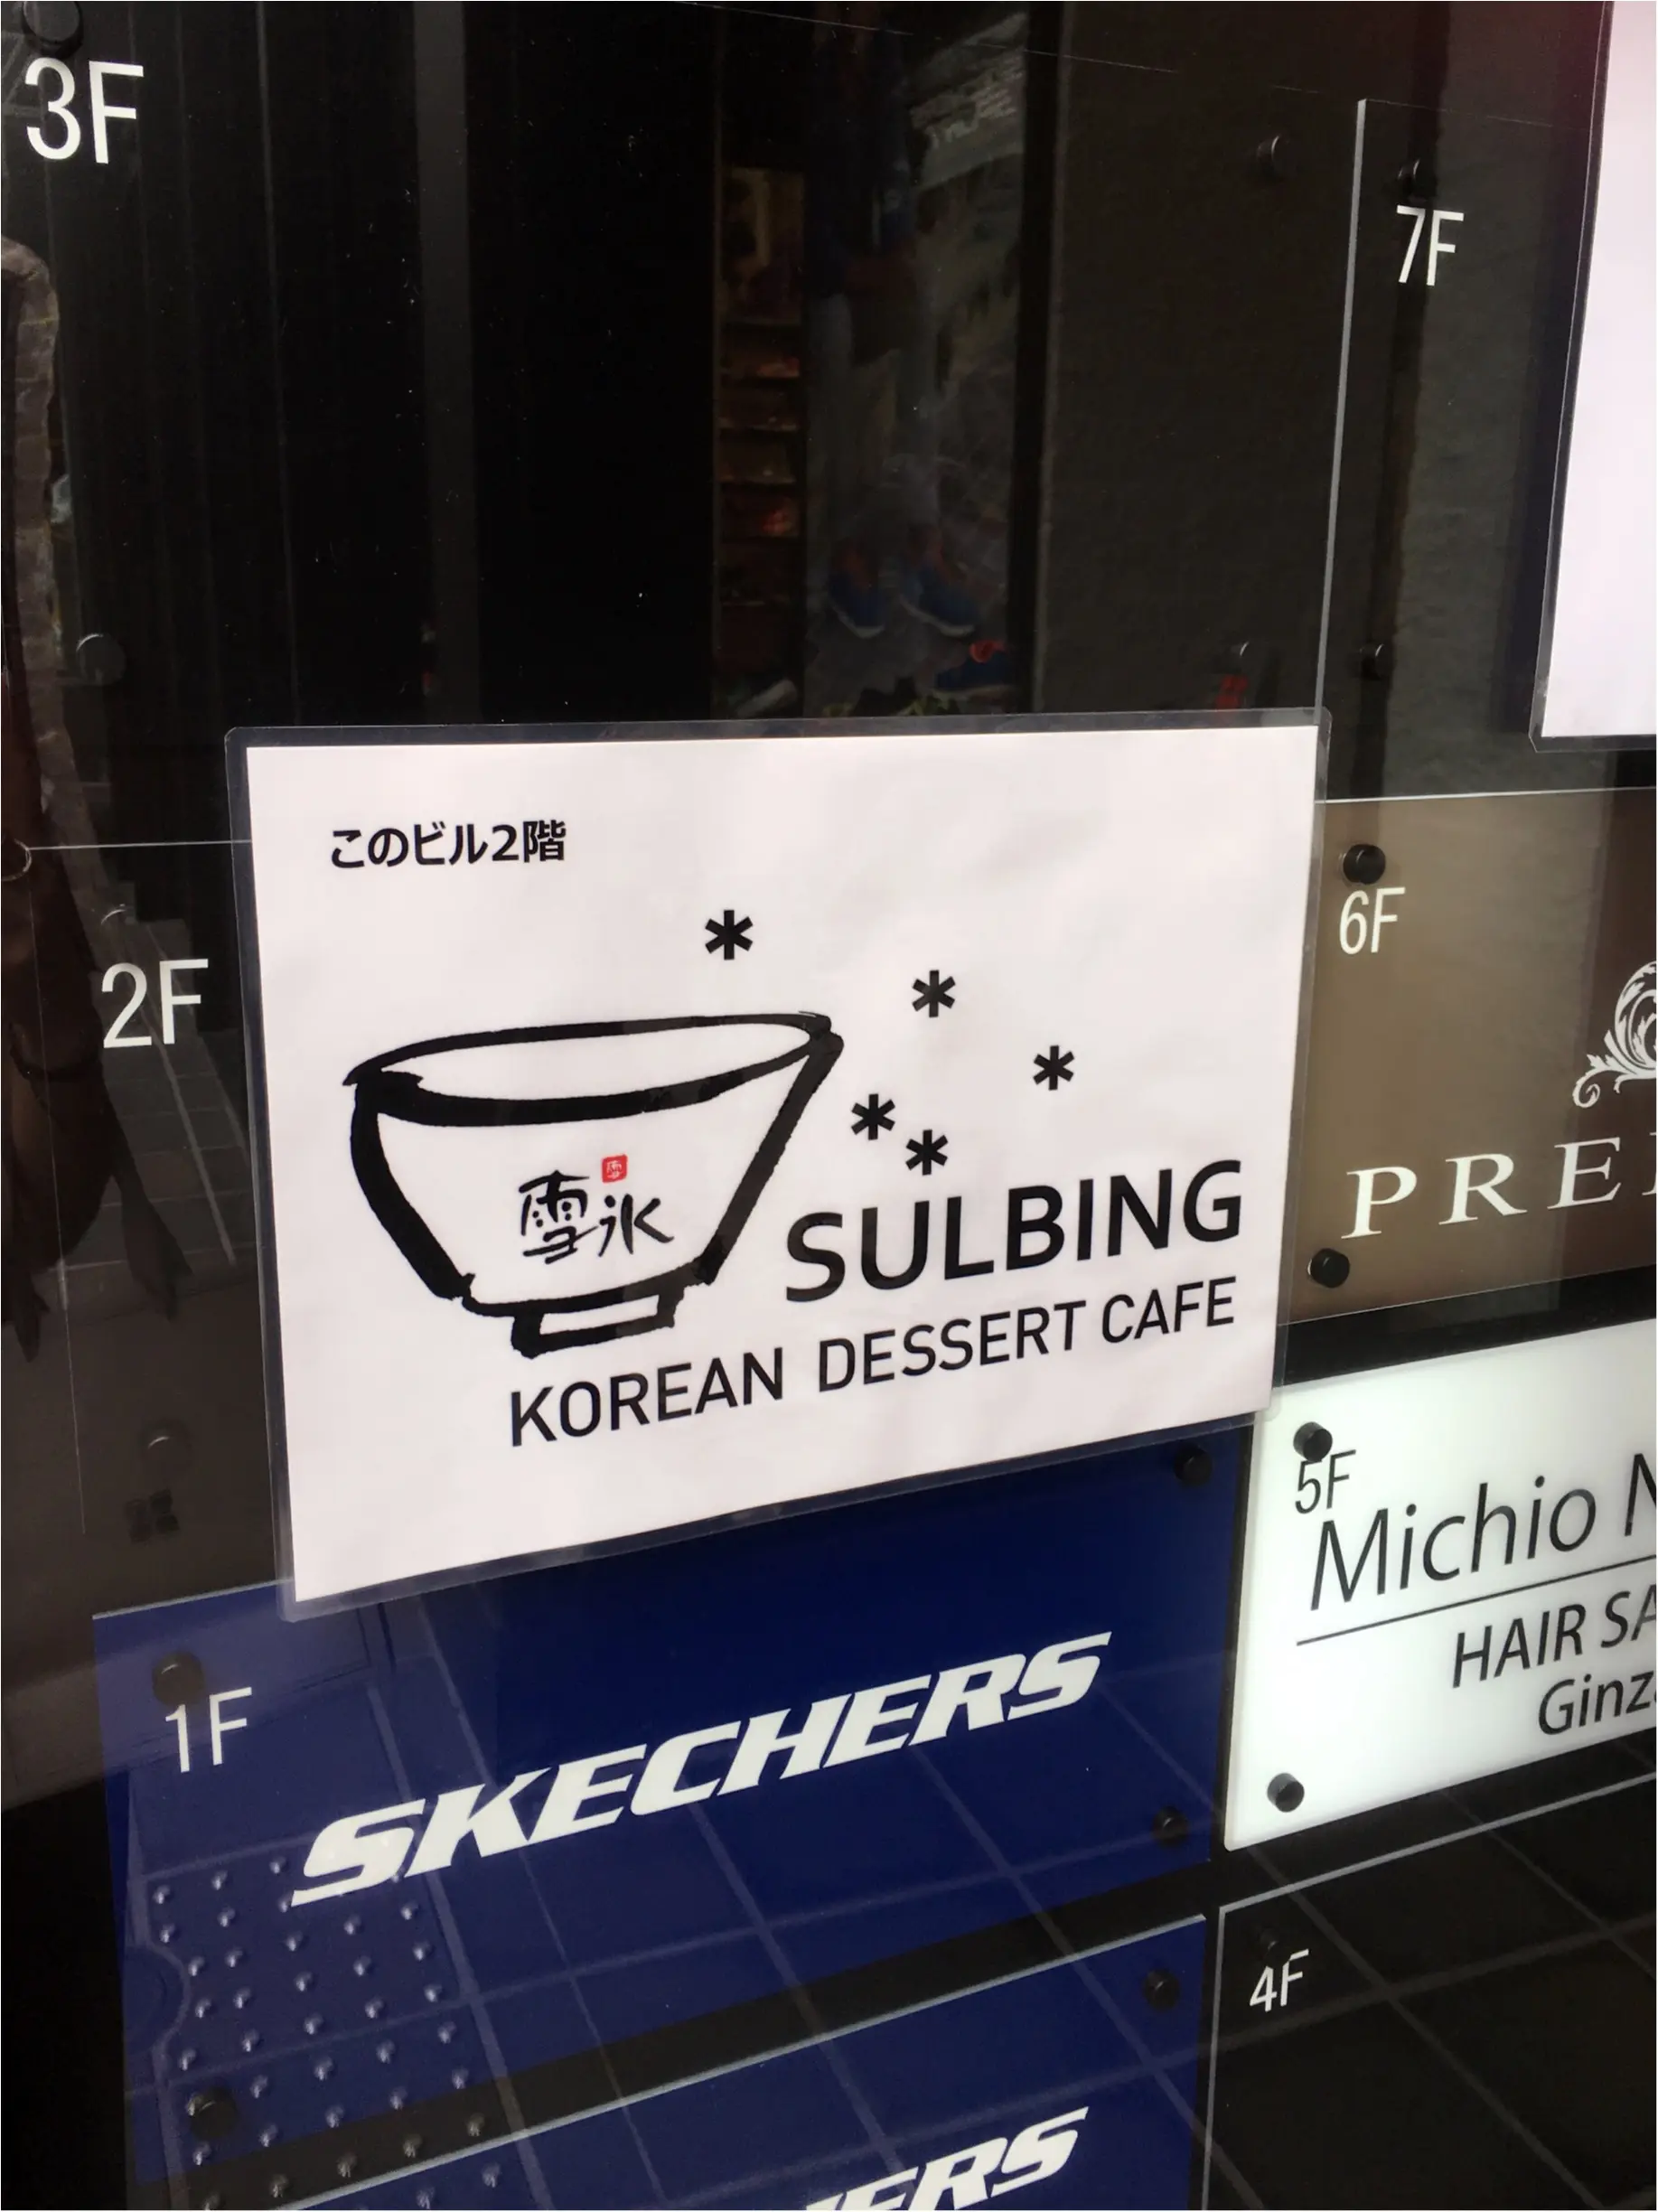 3F
7F
このビル2階
2F
6F
雪
雪氷
SULBING
KOREAN DESSERT CAFE
5F
Michio
HAIR
1F
SKECHERS
4F